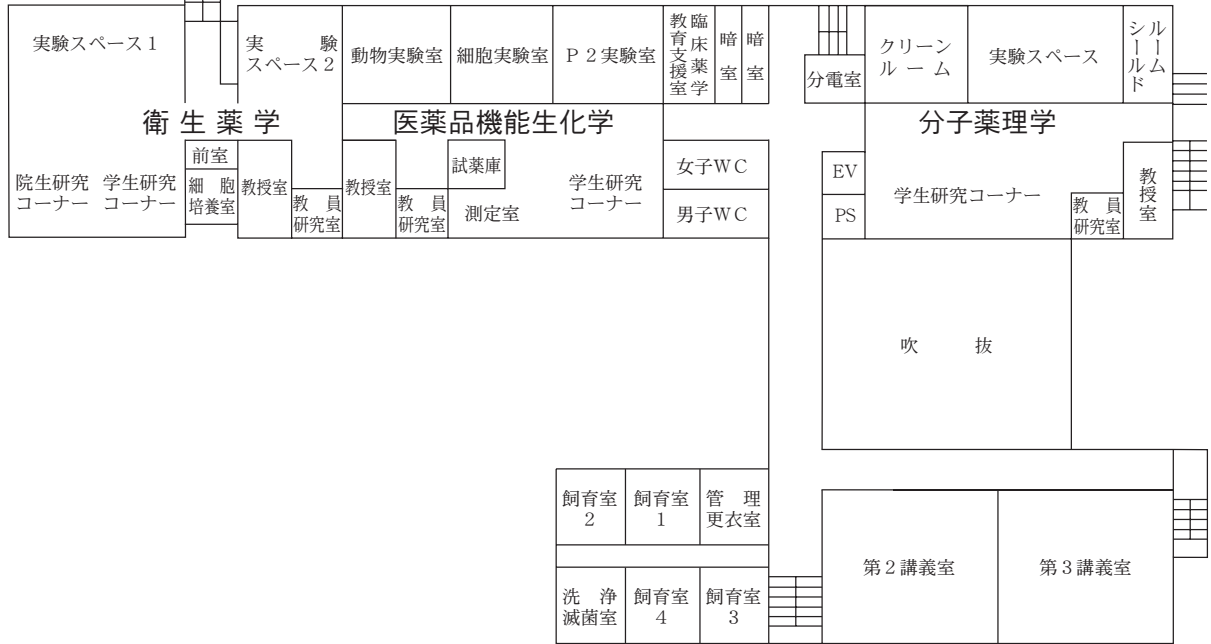 実験スペース１
実　験
スペース２
動物実験室
細胞実験室
Ｐ２実験室
臨床薬学
教育支援室
暗室
暗室
分電室
クリーン
ルーム
実験スペース
ルーム
シールド
衛生薬学
医薬品機能生化学
分子薬理学
院生研究
コーナー
学生研究
コーナー
前室
細胞
培養室
教授室
教員
研究室
教授室
教員
研究室
試薬庫
測定室
学生研究
コーナー
女子ＷＣ
男子ＷＣ
EV
PS
学生研究コーナー
教員
研究室
教授室
吹　抜
飼育室
２
飼育室
１
管理
更衣室
洗浄
滅菌室
飼育室
４
飼育室
３
第２講義室
第３講義室